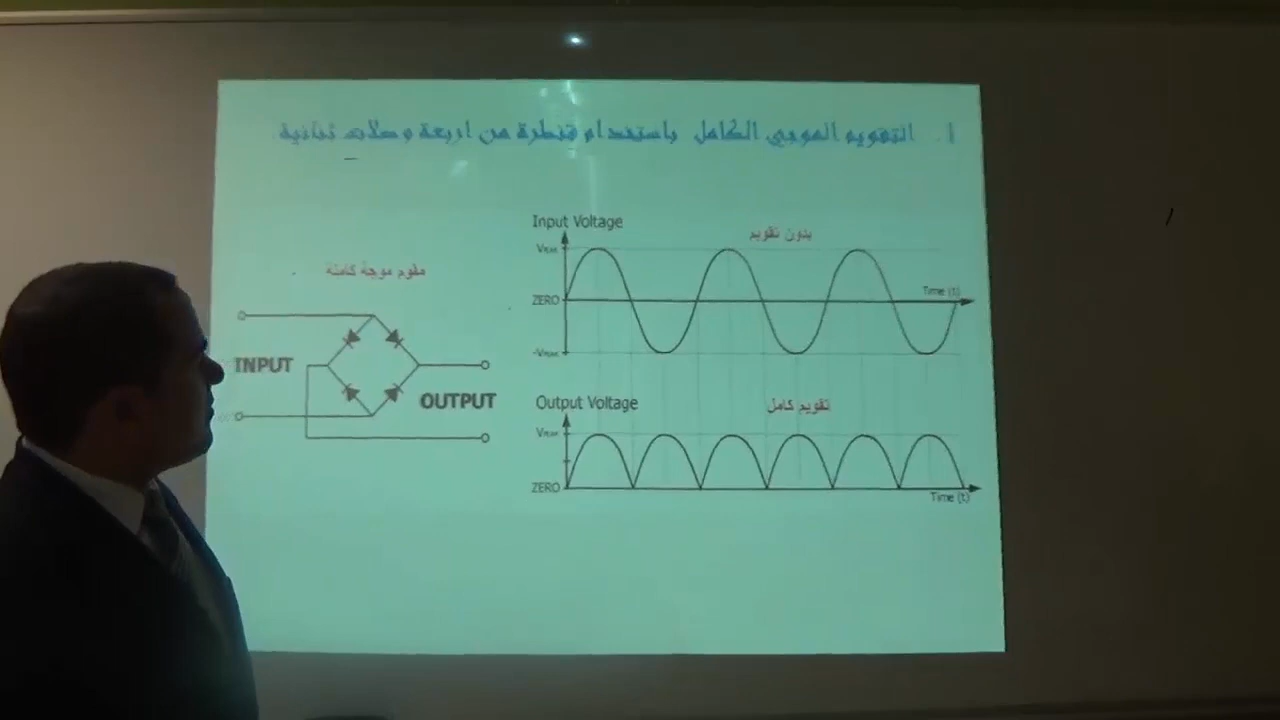 1. التقويم الموجي الكامل باستخدام قنطرة من اربعة وصلات ثنائية
مقوم موجة كاملة
INPUT
OUTPUT
Input Voltage
بدون تقويم
ZERO
Time (t)
Output Voltage
تقويم كامل
ZERO
Time (t)